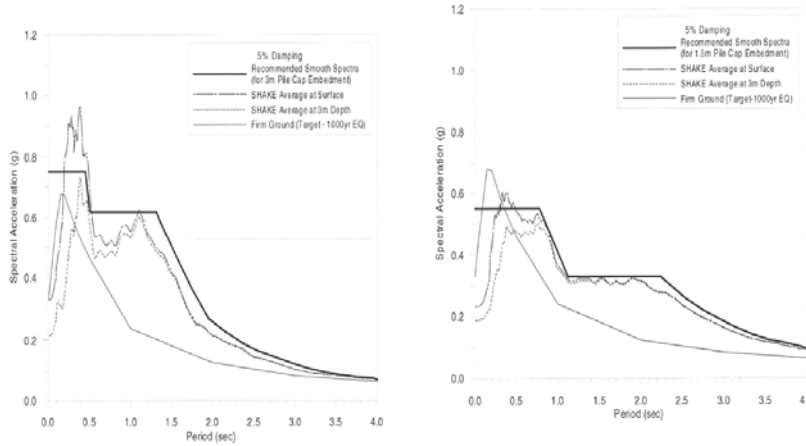 1.2
1.0
0.8
0.6
0.4
0.2
0.0
Spectral Acceleration (g)
5% Damping
Recommended Smooth Spectra
(for 3m Pile Cap Embedment)
SHAKE Average at Surface
SHAKE Average at 3m Depth
Firm Ground (Target - 1000yr EQ)
0.0 0.5 1.0 1.5 2.0 2.5 3.0 3.5 4.0
Period (sec)
1.2
1.0
0.8
0.6
0.4
0.2
0.0
Spectral Acceleration (g)
5% Damping
Recommended Smooth Spectra
(for 1.5m Pile Cap Embedment)
SHAKE Average at Surface
SHAKE Average at 3m Depth
Firm Ground (Target - 1000yr EQ)
0.0 0.5 1.0 1.5 2.0 2.5 3.0 3.5 4.0
Period (sec)